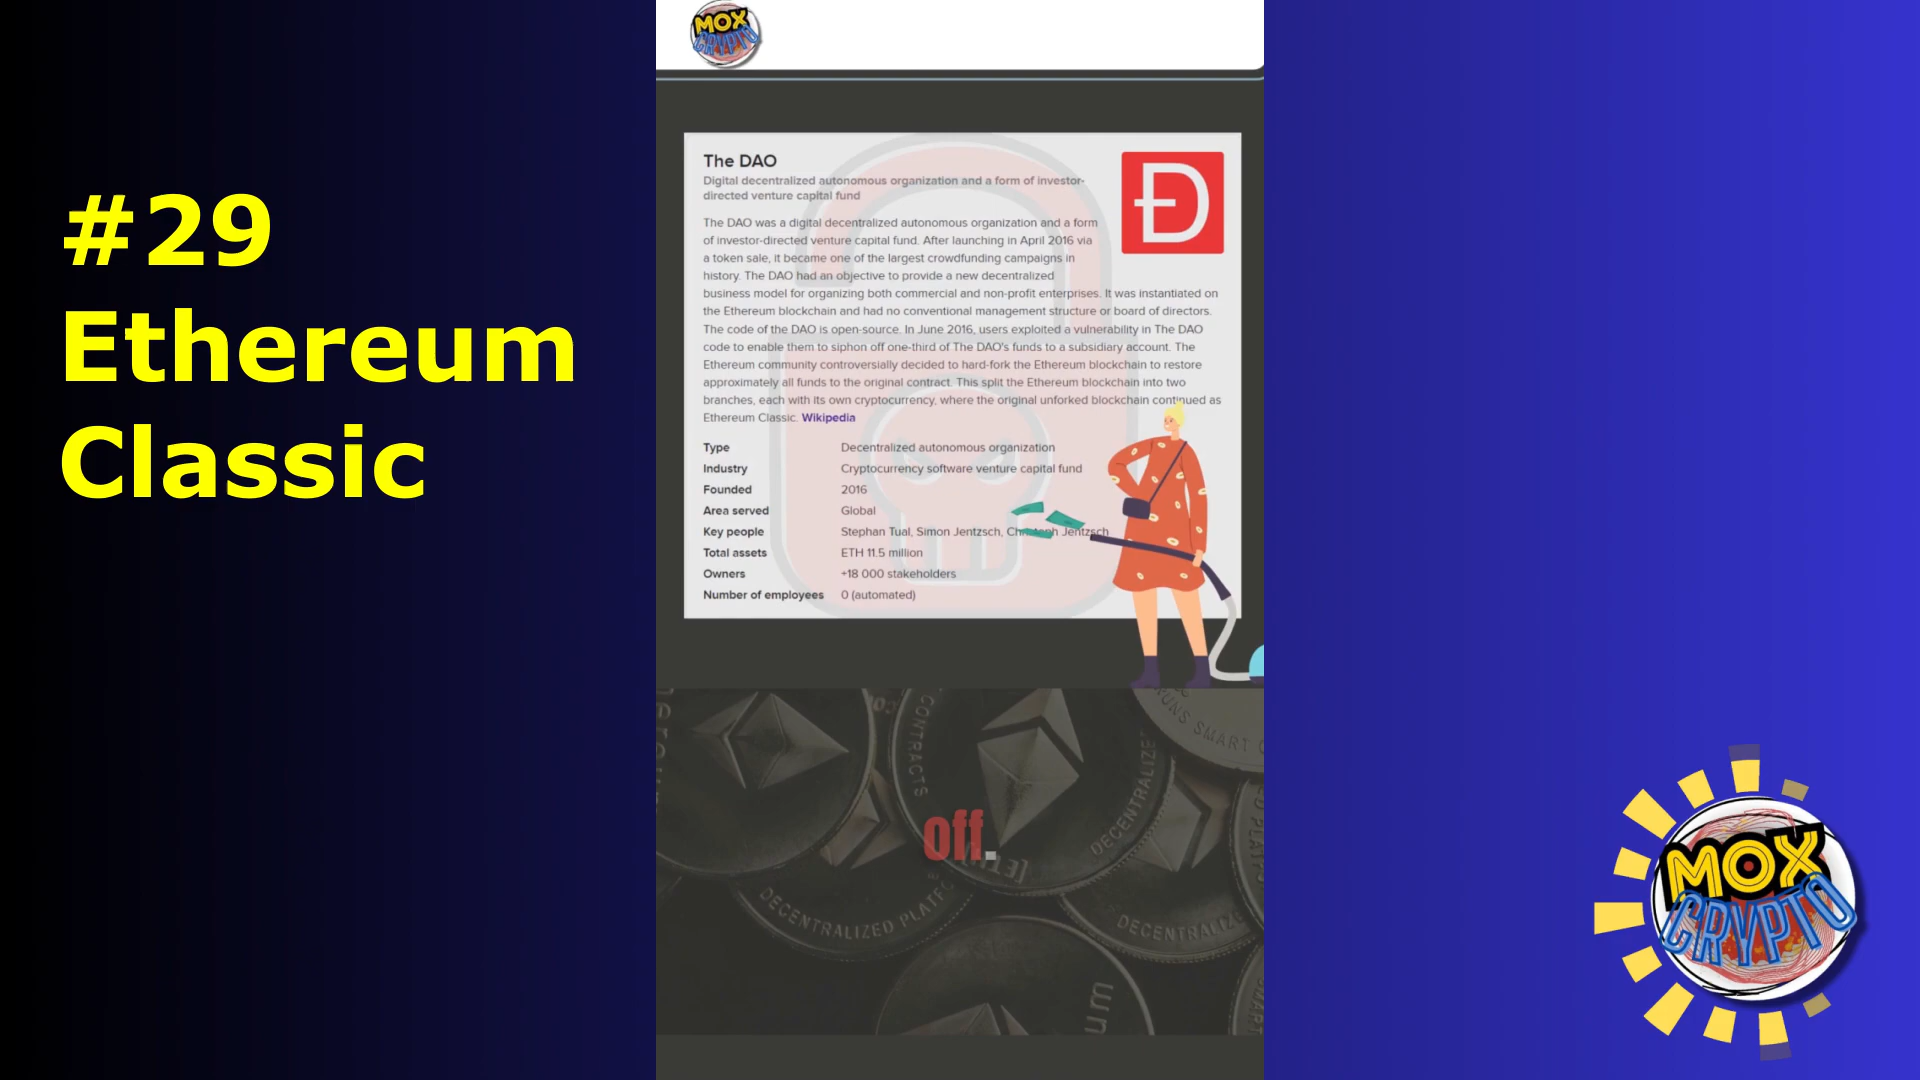 #29
Ethereum
Classic
MOX
CRYPTO
The DAO
Digital decentralized autonomous organization and a form of investor-
directed venture capital fund
The DAO was a digital decentralized autonomous organization and a form
of investor-directed venture capital fund. After launching in April 2016 via
a token sale, it became one of the largest crowdfunding campaigns in
history. The DAO had an objective to provide a new decentralized
business model for organizing both commercial and non-profit enterprises. It was instantiated on
the Ethereum blockchain and had no conventional management structure or board of directors.
The code of the DAO is open-source. In June 2016, users exploited a vulnerability in The DAO
code to enable them to siphon off one-third of The DAO's funds to a subsidiary account. The
Ethereum community controversially decided to hard-fork the Ethereum blockchain to restore
approximately all funds to the original contract. This split the Ethereum blockchain into two
branches, each with its own cryptocurrency, where the original unforked blockchain continued as
Ethereum Classic. Wikipedia
Type Decentralized autonomous organization
Industry Cryptocurrency software venture capital fund
Founded 2016
Area served Global
Key people Stephan Tual, Simon Jentzsch, Christoph Jentzsch
Total assets ETH 11.5 million
Owners +18 000 stakeholders
Number of employees 0 (automated)
CONTRACTS
RUNS SMART
DECENTRALIZE
off.
DECENTRALIZED PLATF
DECENTRALIZE
um
MOX
CRYPTO